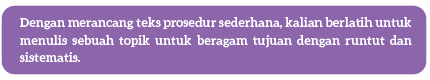 Dengan merancang teks prosedur sederhana, kalian berlatih untuk
menulis sebuah topik untuk beragam tujuan dengan runtut dan
sistematis.